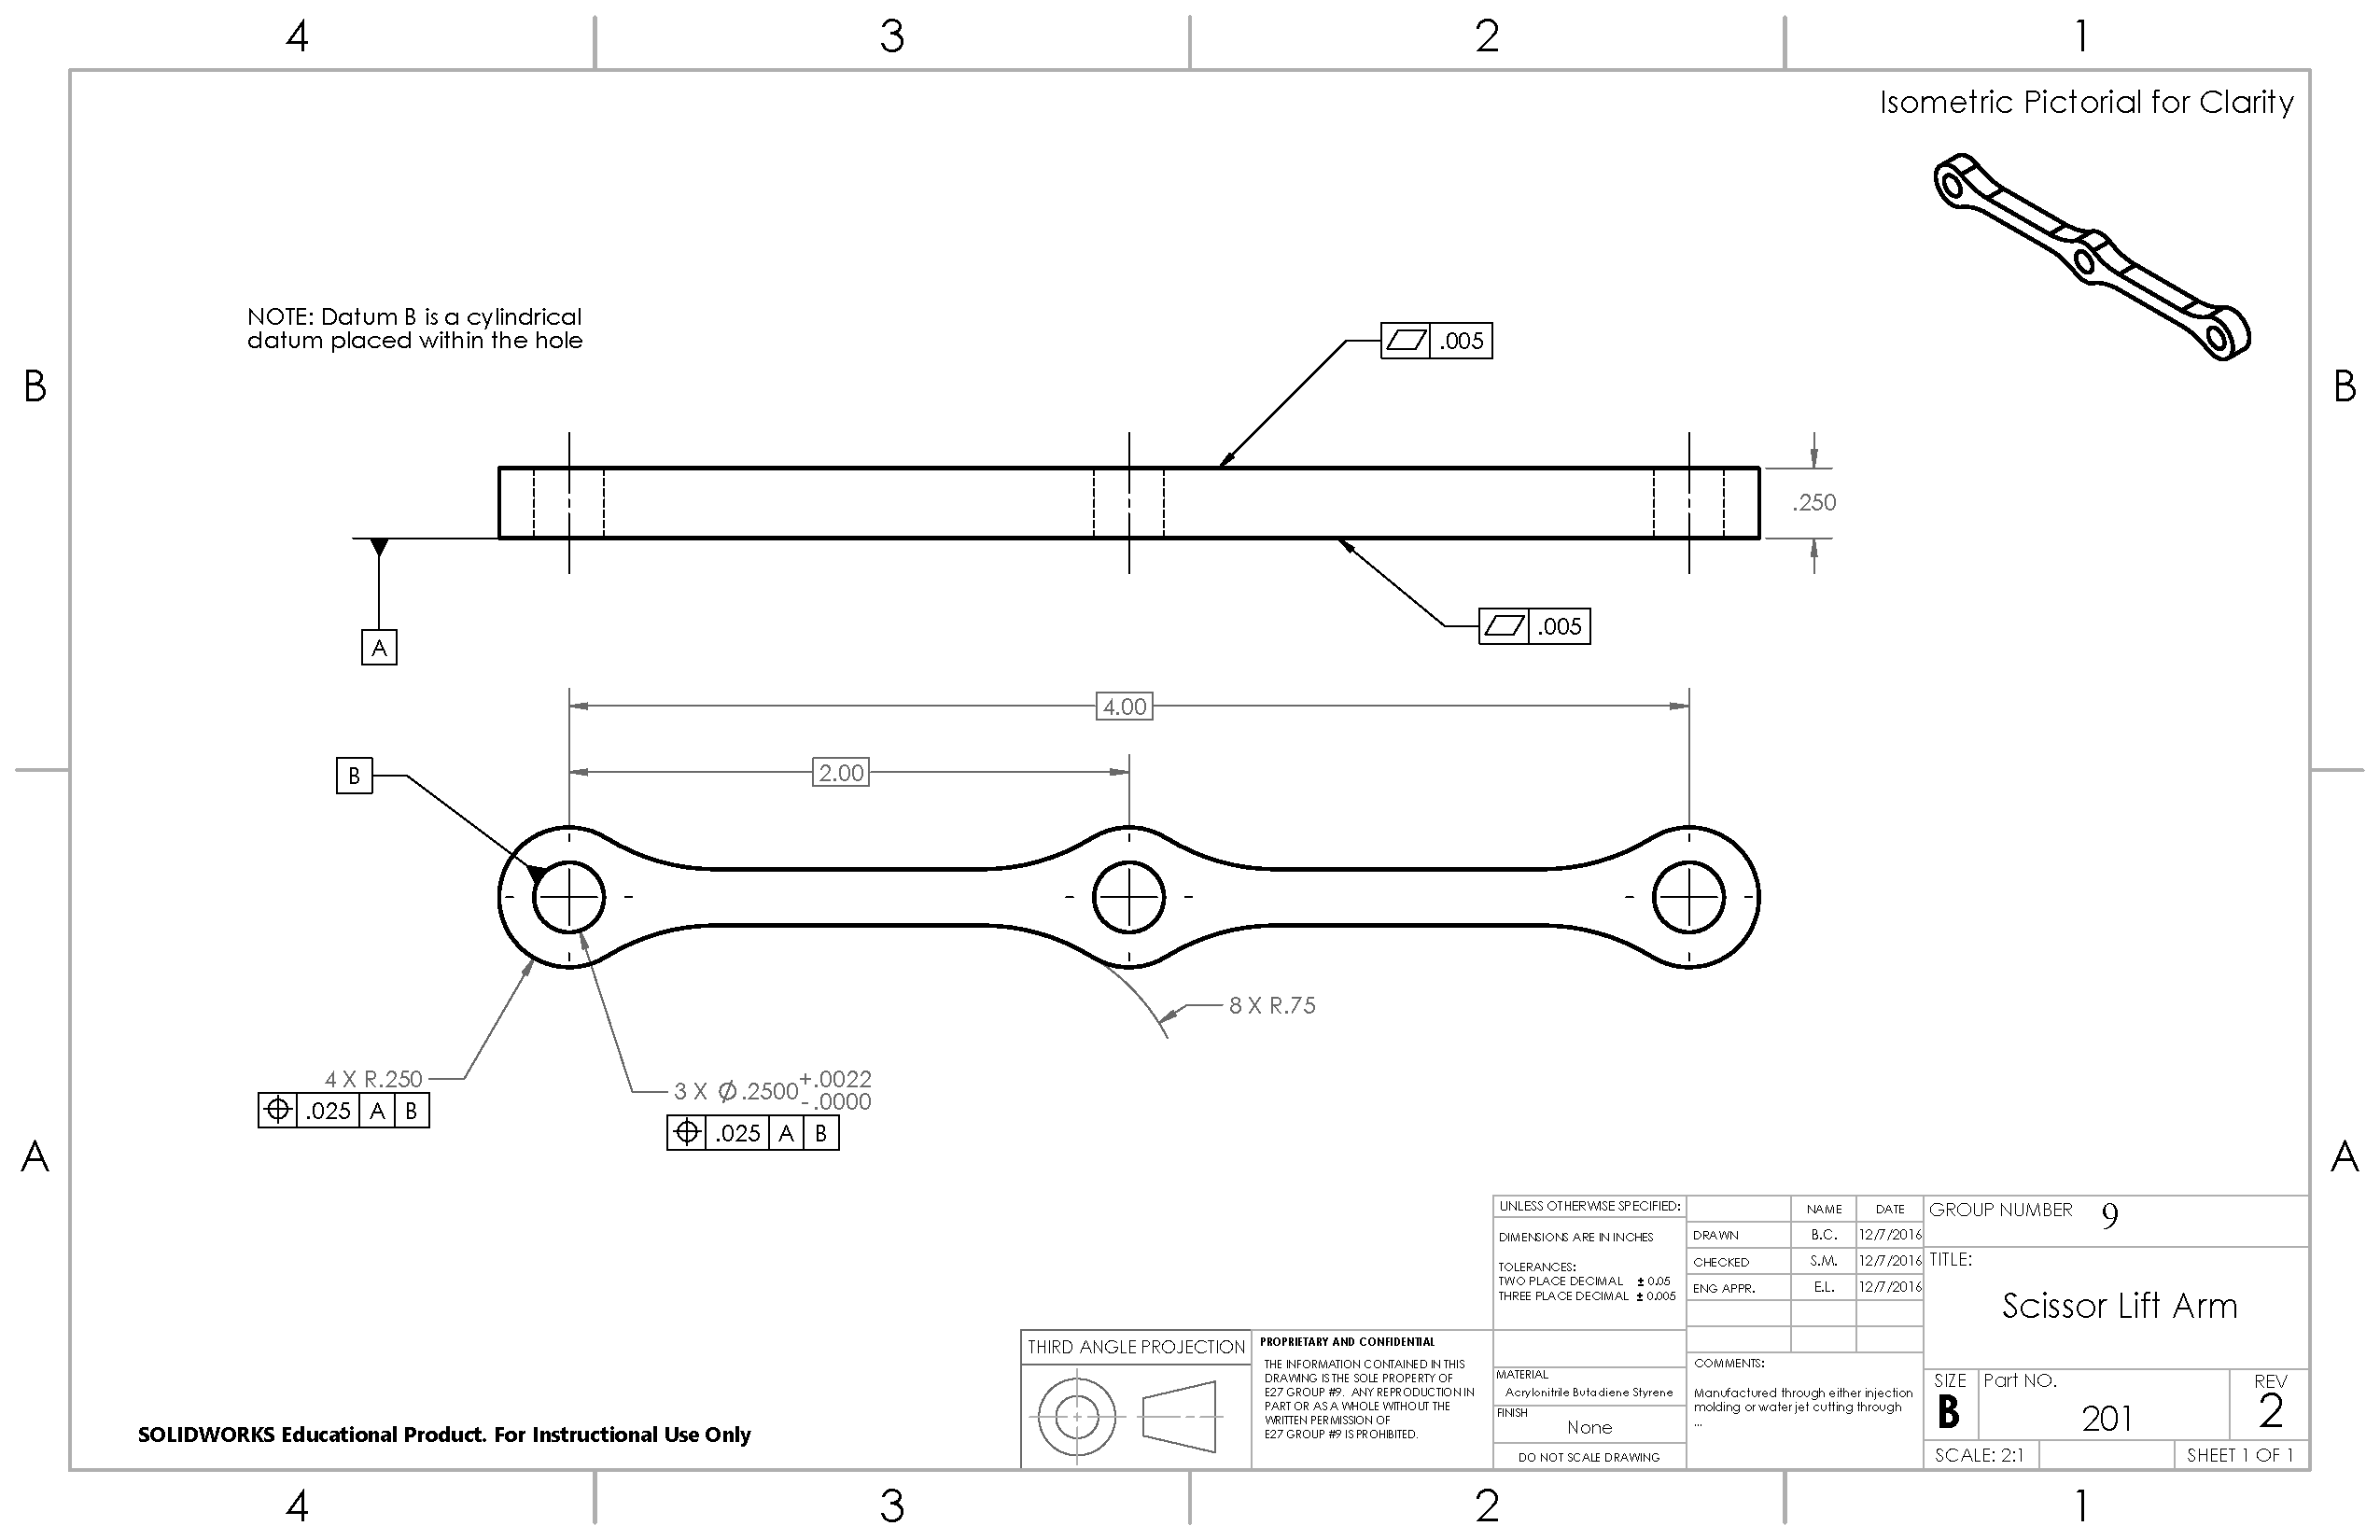 4 3 2 1
Isometric Pictorial for Clarity
NOTE: Datum B is a cylindrical
datum placed within the hole
B B
.005
.250
.005
A
4.00
2.00
B
8 X R.75
4 X R.250
⌖ .025 A B
3 X Ø .2500 +.0022
-.0000
⌖ .025 A B
A A
UNLESS OTHERWISE SPECIFIED:
DIMENSIONS ARE IN INCHES
TOLERANCES:
TWO PLACE DECIMAL ± 0.05
THREE PLACE DECIMAL ± 0.005
NAME DATE
DRAWN B.C. 12/7/2016
CHECKED S.M. 12/7/2016
ENG APPR. E.L. 12/7/2016
GROUP NUMBER 9
TITLE:
Scissor Lift Arm
THIRD ANGLE PROJECTION
PROPRIETARY AND CONFIDENTIAL
THE INFORMATION CONTAINED IN THIS
DRAWING IS THE SOLE PROPERTY OF
E27 GROUP #9. ANY REPRODUCTION IN
PART OR AS A WHOLE WITHOUT THE
WRITTEN PERMISSION OF
E27 GROUP #9 IS PROHIBITED.
MATERIAL
Acrylonitrile Butadiene Styrene
FINISH
None
DO NOT SCALE DRAWING
COMMENTS:
Manufactured through either injection
molding or water jet cutting through
...
SIZE Part NO. REV
B 201 2
SCALE: 2:1 SHEET 1 OF 1
SOLIDWORKS Educational Product. For Instructional Use Only
4 3 2 1